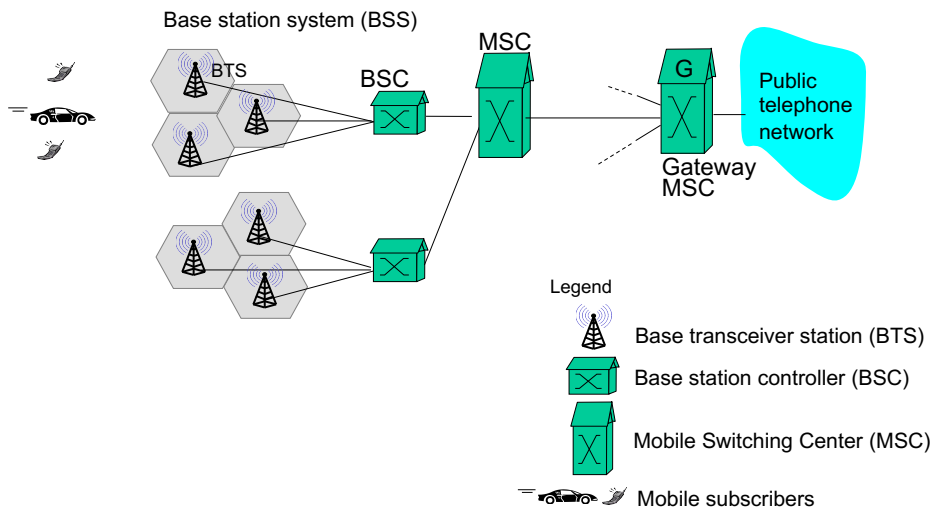 Base station system (BSS)
MSC
BTS
BSC
G
Public
telephone
network
Gateway
MSC
Legend
Base transceiver station (BTS)
Base station controller (BSC)
Mobile Switching Center (MSC)
Mobile subscribers